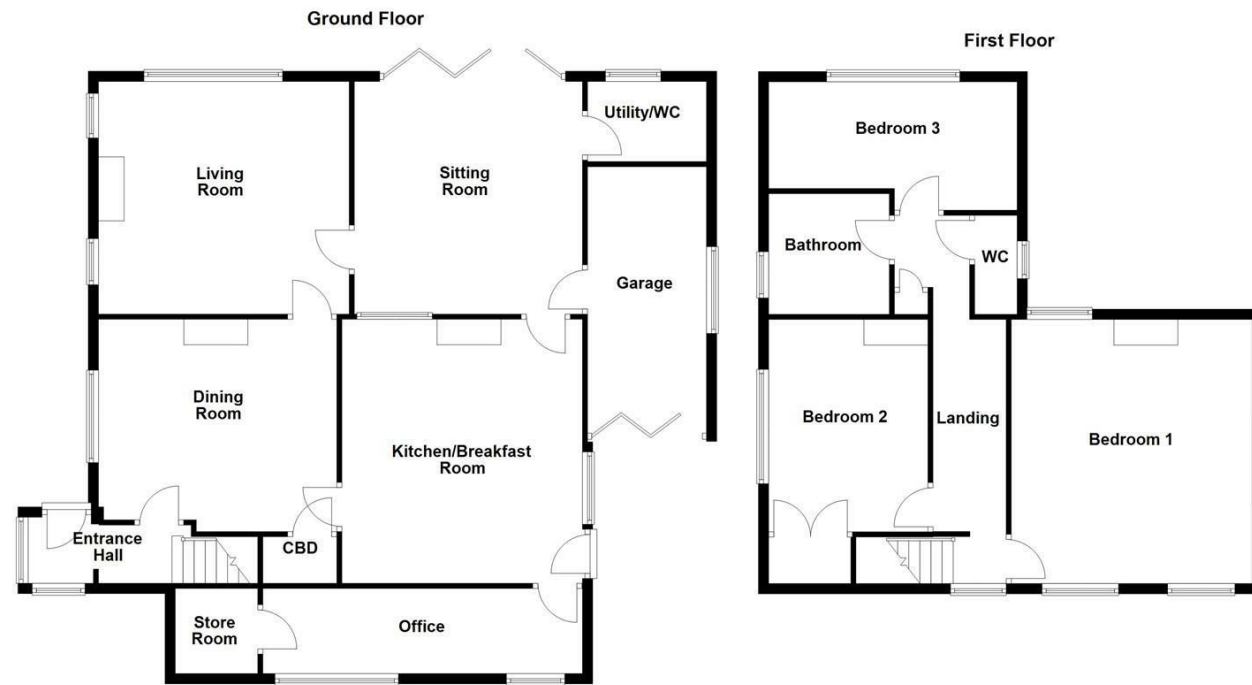 Ground Floor
Utility/WC
Living
Room
Sitting
Room
Garage
Dining
Room
Kitchen/Breakfast
Room
Entrance
Hall
CBD
Store
Room
Office
First Floor
Bedroom 3
Bathroom
WC
Bedroom 2
Landing
Bedroom 1